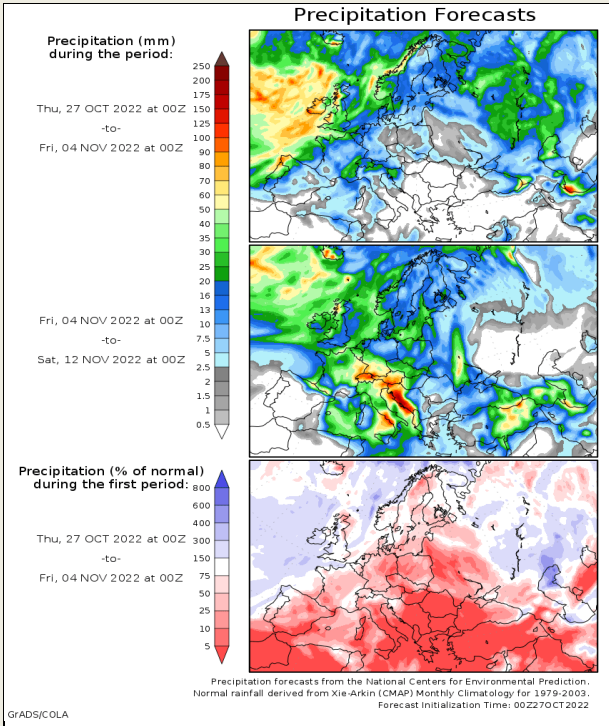 Precipitation Forecasts
Precipitation (mm)
during the period:
Thu, 27 OCT 2022 at 00Z
-to-
Fri, 04 NOV 2022 at 00Z
250
200
175
150
125
100
90
80
70
60
50
40
35
30
25
20
16
13
10
7.5
5
2.5
2
1.5
1
0.5
Fri, 04 NOV 2022 at 00Z
-to-
Sat, 12 NOV 2022 at 00Z
Precipitation (% of normal)
during the first period:
Thu, 27 OCT 2022 at 00Z
-to-
Fri, 04 NOV 2022 at 00Z
800
600
400
300
150
75
50
25
10
5
Precipitation forecasts from the National Centers for Environmental Prediction.
Normal rainfall derived from Xie-Arkin (CMAP) Monthly Climatology for 1979-2003.
Forecast Initialization Time: 00Z27OCT2022
GrADS/COLA